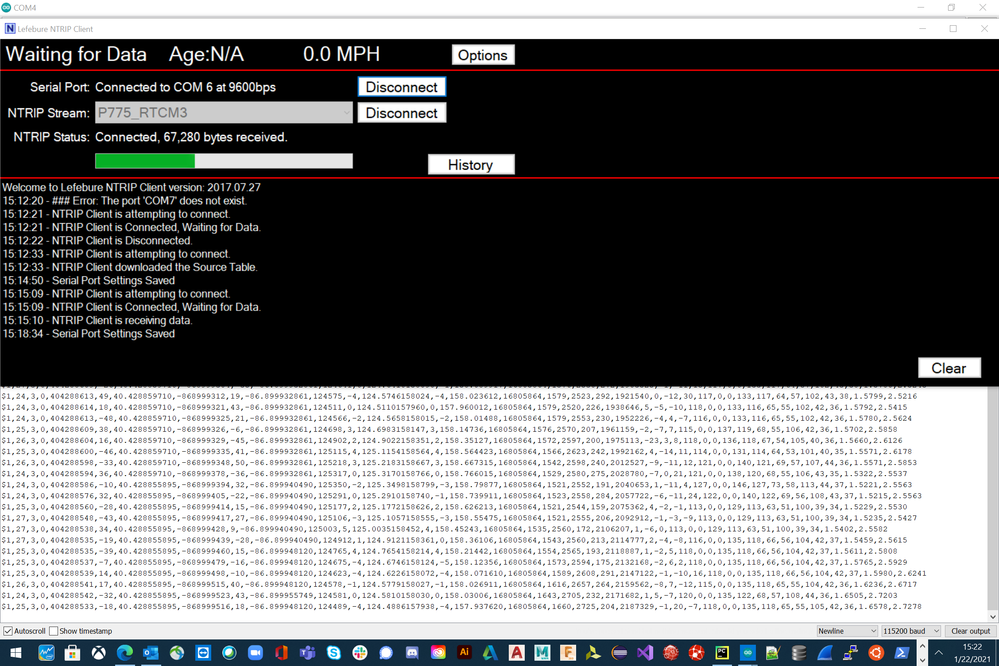 COM4
Lefebure NTRIP Client
Waiting for Data Age:N/A 0.0 MPH Options
Serial Port: Connected to COM 6 at 9600bps Disconnect
NTRIP Stream: P775_RTCM3 Disconnect
NTRIP Status: Connected, 67,280 bytes received.
History
Welcome to Lefebure NTRIP Client version: 2017.07.27
15:12:20 - ### Error: The port 'COM7' does not exist.
15:12:21 - NTRIP Client is attempting to connect.
15:12:21 - NTRIP Client is Connected, Waiting for Data.
15:12:22 - NTRIP Client is Disconnected.
15:12:33 - NTRIP Client is attempting to connect.
15:12:33 - NTRIP Client downloaded the Source Table.
15:14:50 - Serial Port Settings Saved
15:15:09 - NTRIP Client is attempting to connect.
15:15:09 - NTRIP Client is Connected, Waiting for Data.
15:15:10 - NTRIP Client is receiving data.
15:18:34 - Serial Port Settings Saved
Clear
$1,24,3,0,404288613,49,40.428859710,-868999312,19,-86.899932861,124575,-4,124.5746158024,-4,158.023612,16805864,1579,2523,292,1921540,0,-12,30,117,0,0,133,117,64,57,102,43,38,1.5799,2.5216
$1,24,3,0,404288614,18,40.428859710,-868999321,43,-86.899932861,124511,0,124.5110157960,0,157.960012,16805864,1579,2520,226,1938646,5,-5,-10,118,0,0,133,116,65,55,102,42,36,1.5792,2.5415
$1,24,3,0,404288613,-48,40.428859710,-868999325,21,-86.899932861,124566,-2,124.5658158015,-2,158.01488,16805864,1579,2553,230,1952226,-4,4,-7,116,0,0,133,116,65,55,102,42,36,1.5780,2.5624
$1,25,3,0,404288609,38,40.428859710,-868999326,-6,-86.899932861,124698,3,124.6983158147,3,158.14736,16805864,1576,2570,207,1961159,-2,-7,7,115,0,0,137,119,68,55,106,42,36,1.5702,2.5858
$1,26,3,0,404288604,16,40.428859710,-868999329,-45,-86.899932861,124902,2,124.9022158351,2,158.35127,16805864,1572,2597,200,1975113,-23,3,8,118,0,0,136,118,67,54,105,40,36,1.5660,2.6126
$1,25,3,0,404288600,-46,40.428859710,-868999335,41,-86.899932861,125115,4,125.1154158564,4,158.564423,16805864,1566,2623,242,1992162,4,-14,11,114,0,0,131,114,64,53,101,40,35,1.5571,2.6178
$1,26,3,0,404288598,-33,40.428859710,-868999348,50,-86.899932861,125218,3,125.2183158667,3,158.667315,16805864,1542,2598,240,2012527,-9,-11,12,121,0,0,140,121,69,57,107,44,36,1.5571,2.5853
$1,24,3,0,404288594,36,40.428859710,-868999378,-36,-86.899932861,125317,0,125.3170158766,0,158.766015,16805864,1529,2580,275,2028780,-7,0,21,121,0,0,138,120,68,55,106,43,35,1.5322,2.5537
$1,24,3,0,404288586,-10,40.428855895,-868999394,32,-86.899940490,125350,-2,125.3498158799,-3,158.79877,16805864,1521,2552,191,2040653,1,-11,4,127,0,0,146,127,73,58,113,44,37,1.5221,2.5563
$1,24,3,0,404288576,32,40.428855895,-868999405,-22,-86.899940490,125291,0,125.2910158740,-1,158.739911,16805864,1523,2558,284,2057722,-6,-11,24,122,0,0,140,122,69,56,108,43,37,1.5215,2.5563
$1,25,3,0,404288560,-28,40.428855895,-868999414,15,-86.899940490,125177,2,125.1772158626,2,158.626213,16805864,1521,2544,159,2075362,4,-2,-1,113,0,0,129,113,63,51,100,39,34,1.5229,2.5530
$1,27,3,0,404288548,-43,40.428855895,-868999417,27,-86.899940490,125106,-3,125.1057158555,-3,158.55475,16805864,1521,2555,206,2092912,-1,-3,-9,113,0,0,129,113,63,51,100,39,34,1.5235,2.5427
$1,27,3,0,404288538,34,40.428855895,-868999428,9,-86.899940490,125003,5,125.0035158452,4,158.45243,16805864,1535,2560,172,2106207,1,-6,0,113,0,0,129,113,63,51,100,39,34,1.5402,2.5582
$1,27,3,0,404288535,-19,40.428855895,-868999439,-28,-86.899940490,124912,1,124.9121158361,0,158.36106,16805864,1543,2560,213,2114777,2,-4,-8,116,0,0,135,118,66,56,104,42,37,1.5459,2.5615
$1,25,3,0,404288535,-39,40.428855895,-868999460,15,-86.899948120,124765,4,124.7654158214,4,158.21442,16805864,1554,2565,193,2118887,1,-2,5,118,0,0,135,118,66,56,104,42,37,1.5611,2.5808
$1,25,3,0,404288537,-7,40.428855895,-868999479,-16,-86.899948120,124675,-4,124.6746158124,-5,158.12356,16805864,1573,2594,175,2132168,-2,6,2,118,0,0,135,118,66,56,104,42,37,1.5765,2.5929
$1,25,3,0,404288539,14,40.428855895,-868999498,-10,-86.899948120,124623,-4,124.6226158072,-4,158.071610,16805864,1589,2608,291,2147122,-1,-10,16,118,0,0,135,118,66,56,104,42,37,1.5980,2.6241
$1,26,3,0,404288541,17,40.428855895,-868999515,40,-86.899948120,124578,-1,124.5779158027,-1,158.026911,16805864,1616,2657,264,2159562,-8,7,-12,115,0,0,135,118,65,55,104,42,36,1.6236,2.6717
$1,24,3,0,404288542,-32,40.428855895,-868999523,43,-86.899955749,124581,0,124.5810158030,0,158.03006,16805864,1643,2705,232,2171682,1,5,-7,120,0,0,135,122,68,57,108,44,36,1.6505,2.7203
$1,25,3,0,404288533,-18,40.428855895,-868999516,18,-86.899948120,124489,-4,124.4886157938,-4,157.937620,16805864,1660,2725,204,2187329,-1,20,-7,118,0,0,135,118,65,55,105,42,36,1.6578,2.7278
Autoscroll Show timestamp Newline 115200 baud Clear output
15:22
1/22/2021